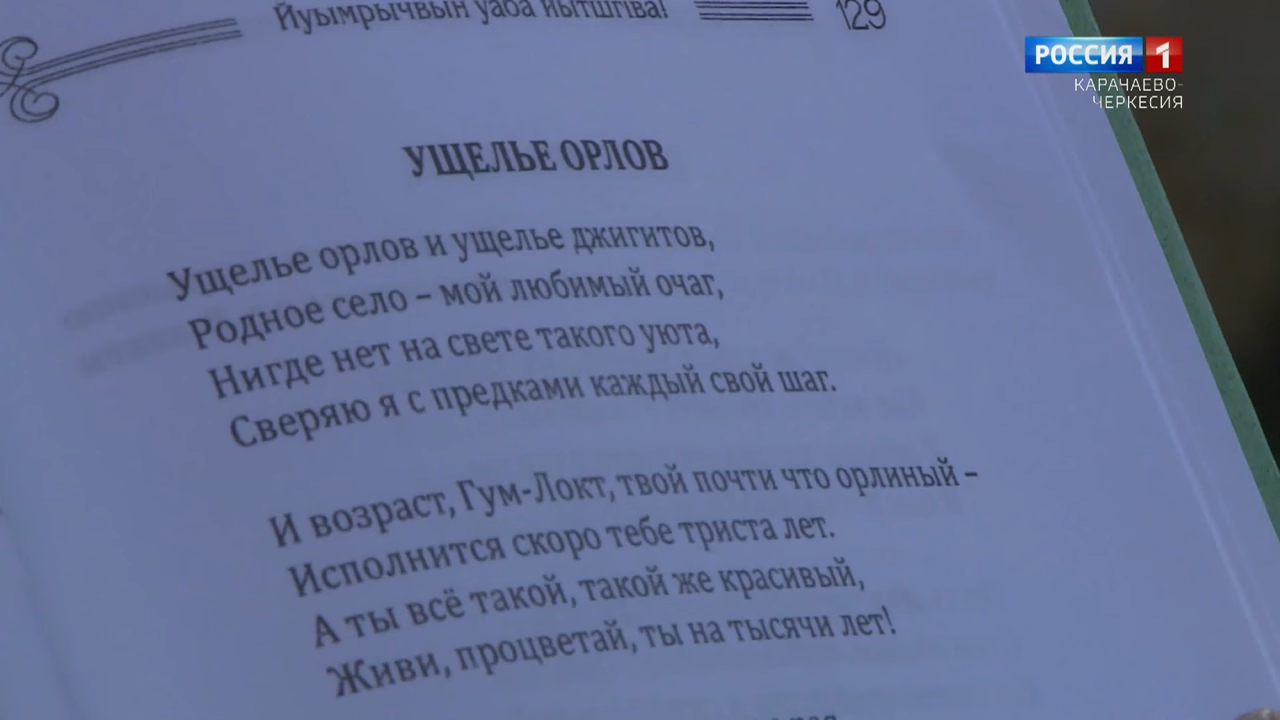 Йуымрычвын уаба йытшгӏва!
129
РОССИЯ 1
КАРАЧАЕВО-
ЧЕРКЕСИЯ
УЩЕЛЬЕ ОРЛОВ
Ущелье орлов и ущелье джигитов,
Родное село – мой любимый очаг,
Нигде нет на свете такого уюта,
Сверяю я с предками каждый свой шаг.
И возраст, Гум-Локт, твой почти что орлиный –
Исполнится скоро тебе триста лет.
А ты всё такой, такой же красивый,
Живи, процветай, ты на тысячи лет!